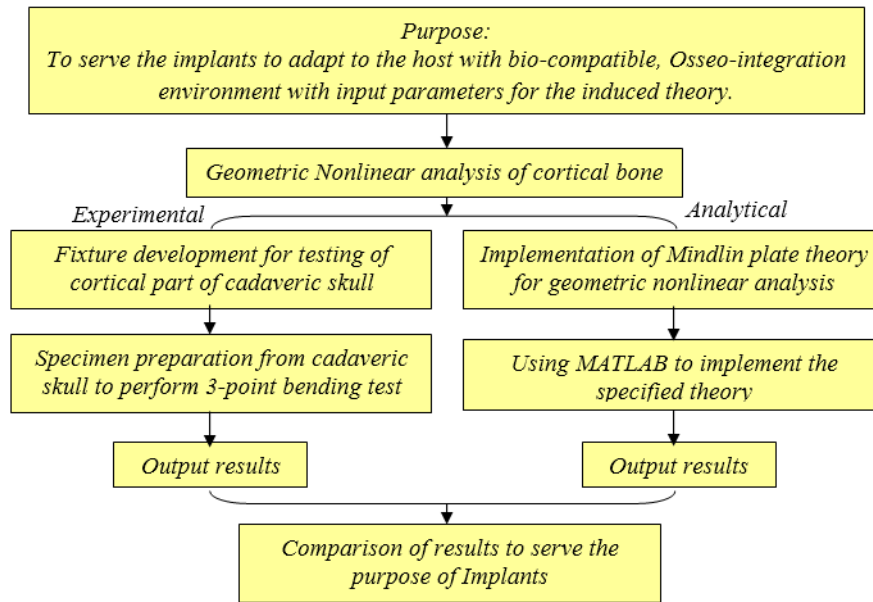 Purpose:
To serve the implants to adapt to the host with bio-compatible, Osseo-integration
environment with input parameters for the induced theory.
Geometric Nonlinear analysis of cortical bone
Experimental
Analytical
Fixture development for testing of
cortical part of cadaveric skull
Implementation of Mindlin plate theory
for geometric nonlinear analysis
Specimen preparation from cadaveric
skull to perform 3-point bending test
Using MATLAB to implement the
specified theory
Output results
Output results
Comparison of results to serve the
purpose of Implants